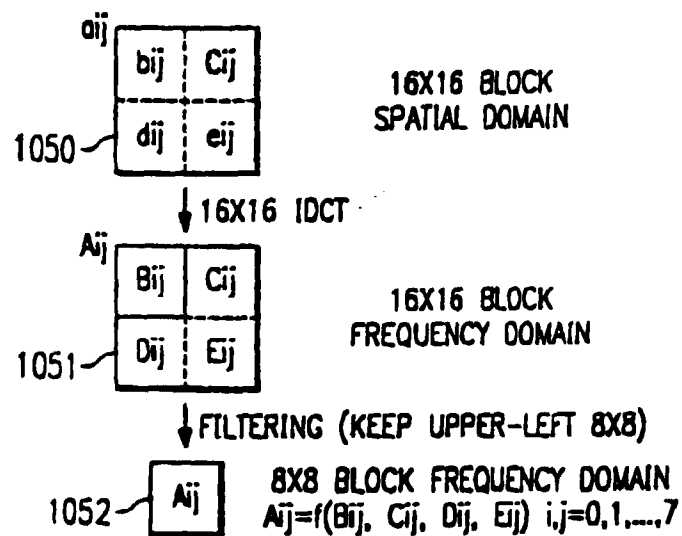 aij
bij Cij
dij eij
1050
16X16 BLOCK
SPATIAL DOMAIN
16X16 IDCT
Aij
Bij Cij
Dij Eij
1051
16X16 BLOCK
FREQUENCY DOMAIN
FILTERING (KEEP UPPER-LEFT 8X8)
Aij
1052
8X8 BLOCK FREQUENCY DOMAIN
Aij=f(Bij, Cij, Dij, Eij) i,j=0,1,...,7